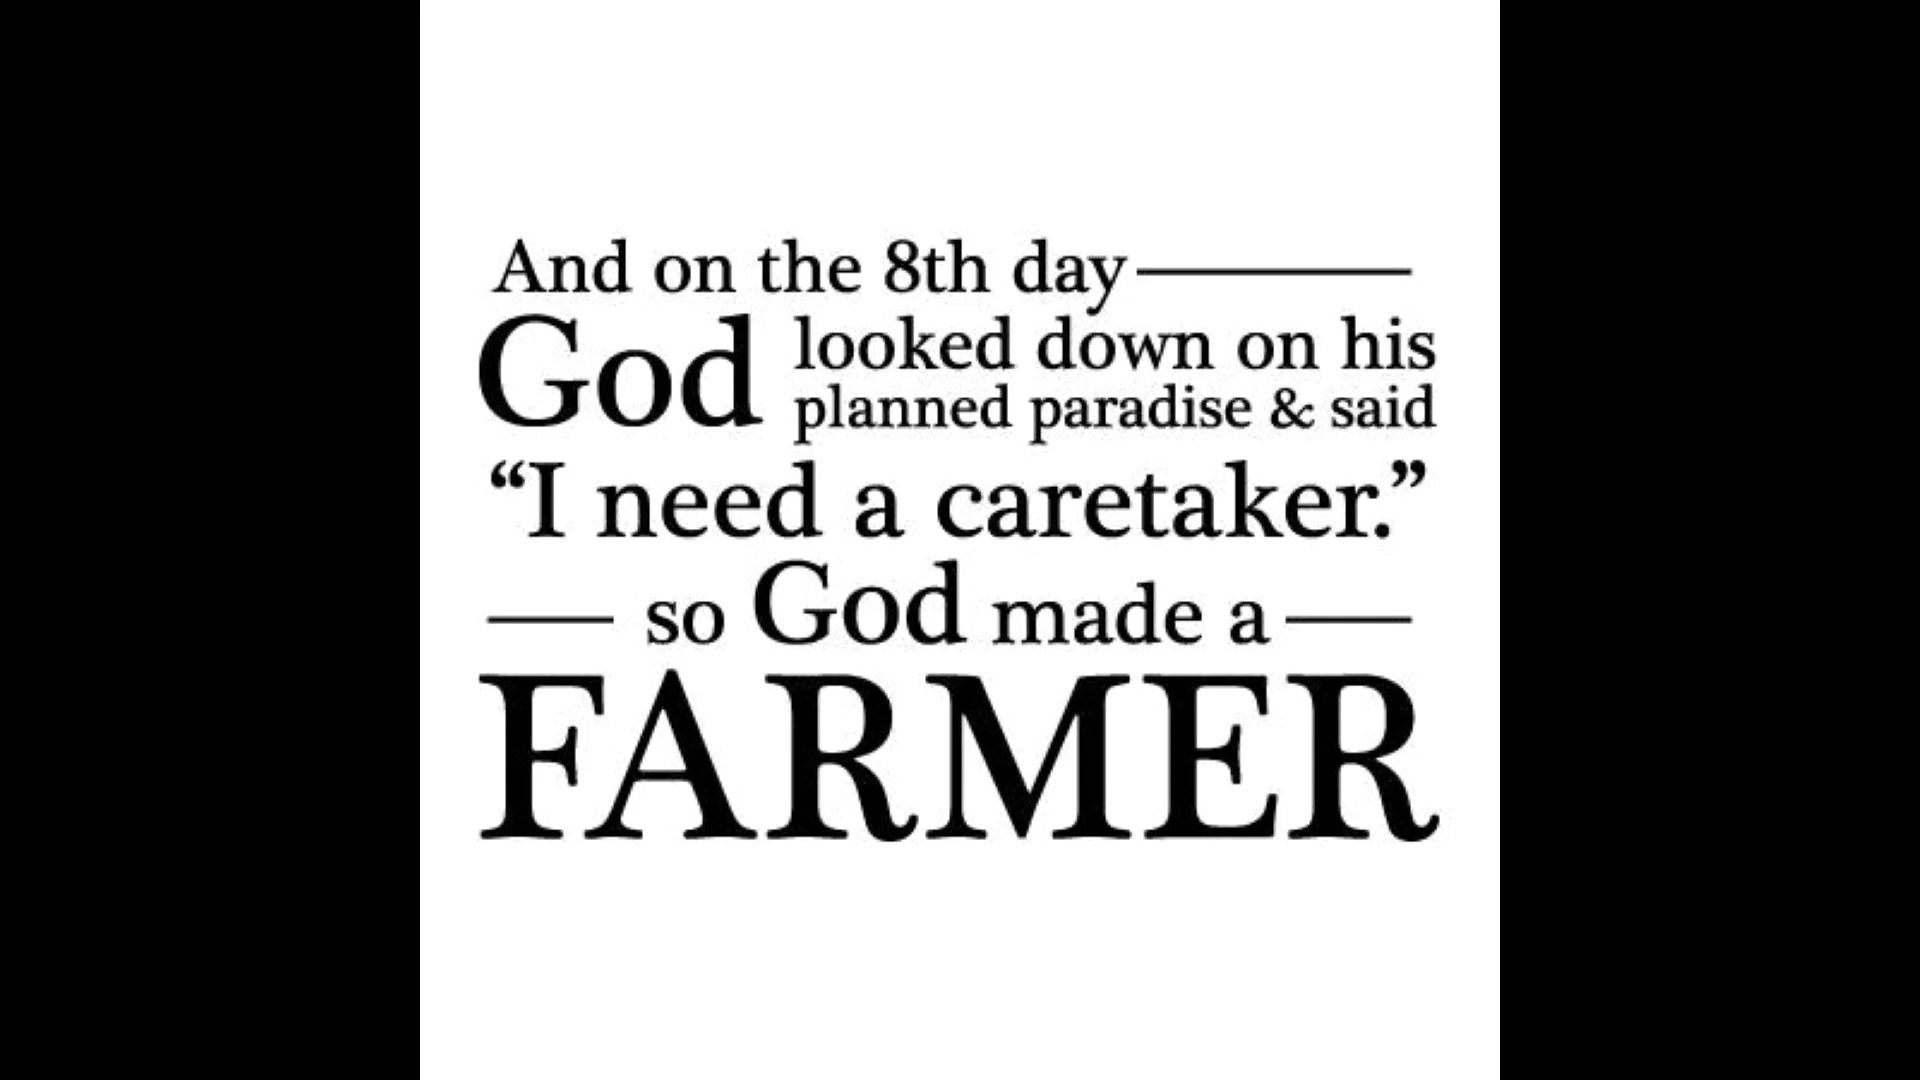 And on the 8th day
God looked down on his
planned paradise & said
“I need a caretaker.”
so God made a
FARMER